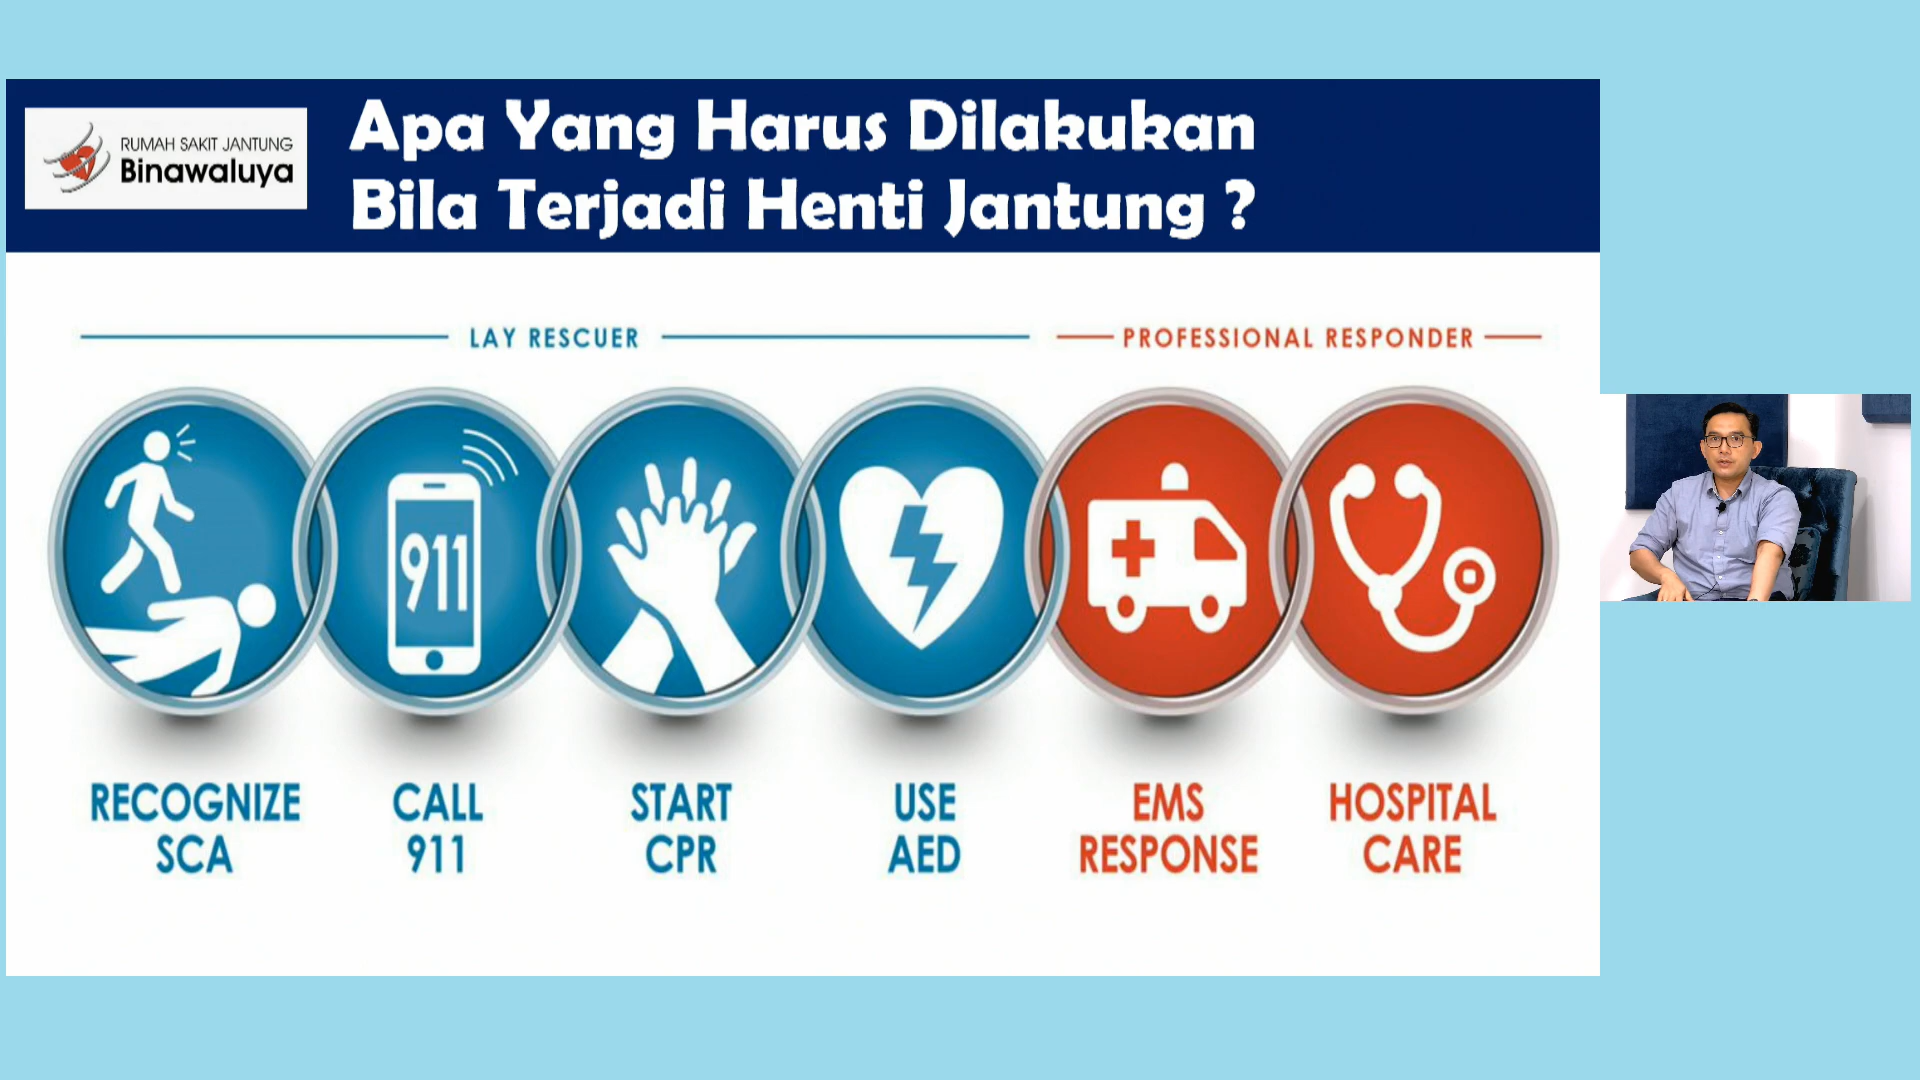 RUMAH SAKIT JANTUNG
Binawaluya
Apa Yang Harus Dilakukan
Bila Terjadi Henti Jantung ?
LAY RESCUER
PROFESSIONAL RESPONDER
911
RECOGNIZE
SCA
CALL
911
START
CPR
USE
AED
EMS
RESPONSE
HOSPITAL
CARE